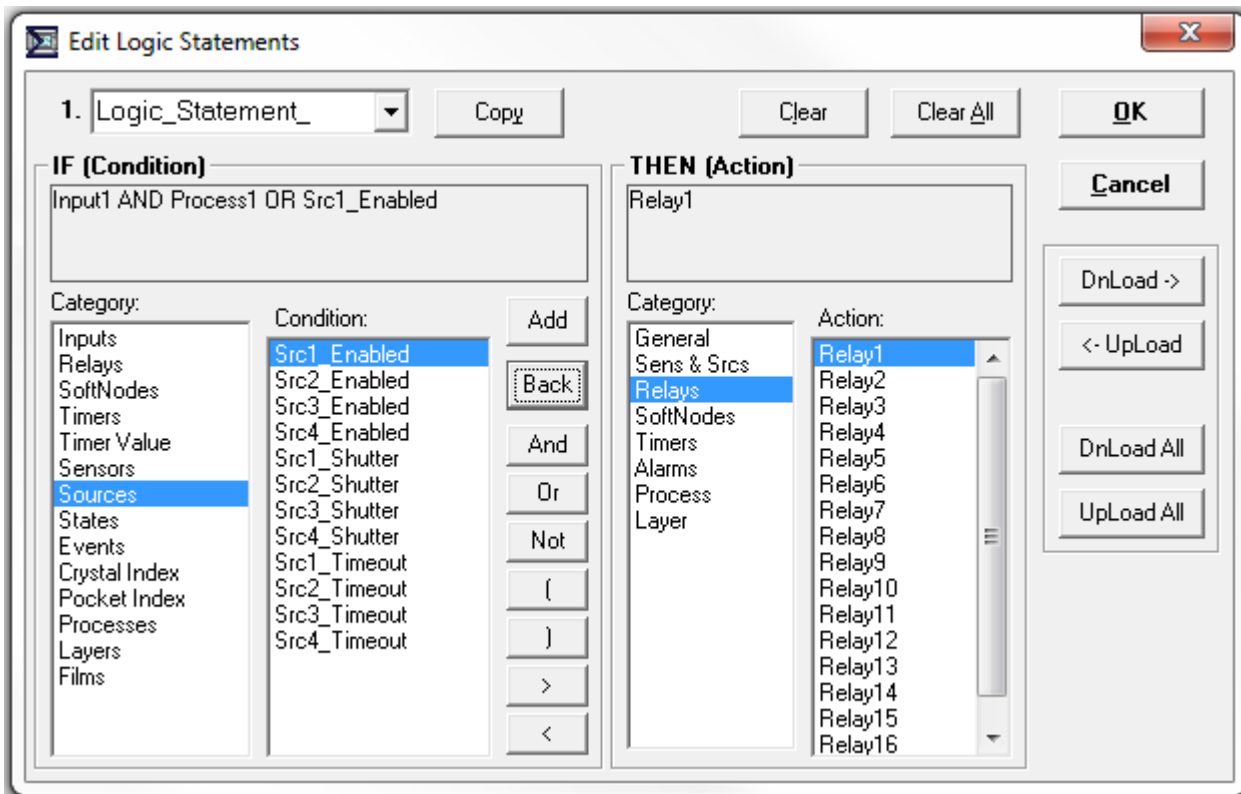 Edit Logic Statements
1. Logic_Statement_
Copy
Clear
Clear All
OK
Cancel
IF (Condition)
Input1 AND Process1 OR Src1_Enabled
Category:
Inputs
Relays
SoftNodes
Timers
Timer Value
Sensors
Sources
States
Events
Crystal Index
Pocket Index
Processes
Layers
Films
Condition:
Src1_Enabled
Src2_Enabled
Src3_Enabled
Src4_Enabled
Src1_Shutter
Src2_Shutter
Src3_Shutter
Src4_Shutter
Src1_Timeout
Src2_Timeout
Src3_Timeout
Src4_Timeout
Add
Back
And
Or
Not
(
)
>
<
THEN (Action)
Relay1
Category:
General
Sens & Srcs
Relays
SoftNodes
Timers
Alarms
Process
Layer
Action:
Relay1
Relay2
Relay3
Relay4
Relay5
Relay6
Relay7
Relay8
Relay9
Relay10
Relay11
Relay12
Relay13
Relay14
Relay15
Relay16
DnLoad ->
<- UpLoad
DnLoad All
UpLoad All